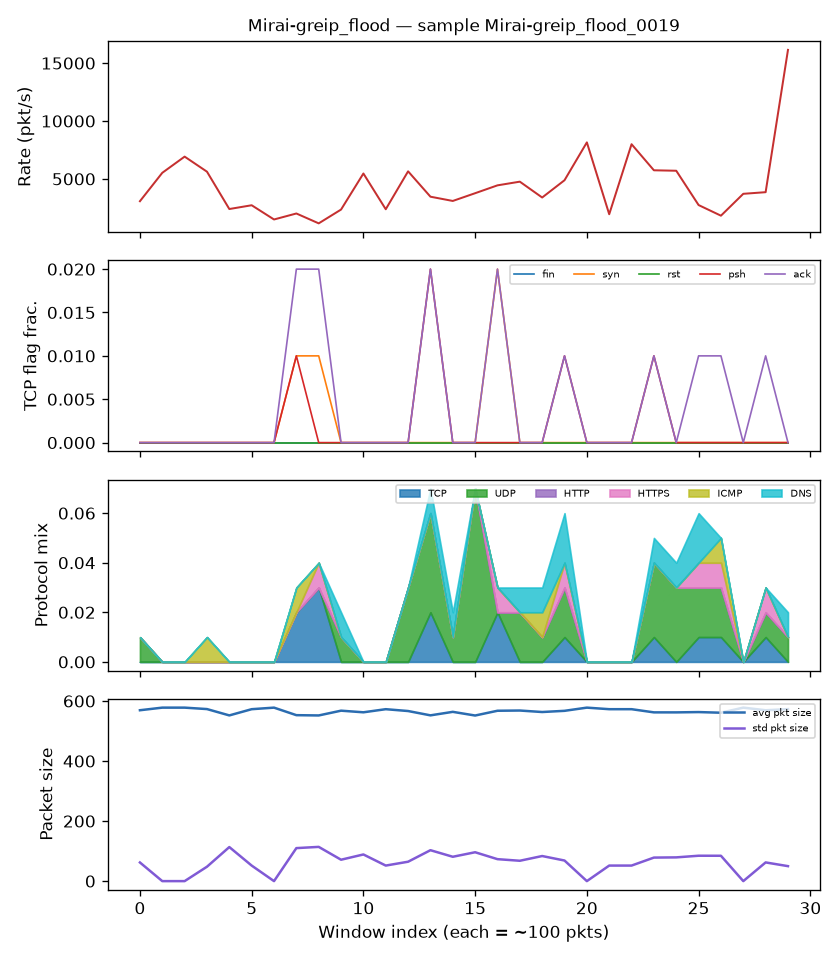 Mirai-greip_flood — sample Mirai-greip_flood_0019
Rate (pkt/s)
15000
10000
5000
TCP flag frac.
0.020
0.015
0.010
0.005
0.000
fin syn rst psh ack
Protocol mix
0.06
0.04
0.02
0.00
TCP UDP HTTP HTTPS ICMP DNS
Packet size
600
400
200
0
avg pkt size
std pkt size
0 5 10 15 20 25 30
Window index (each = ~100 pkts)